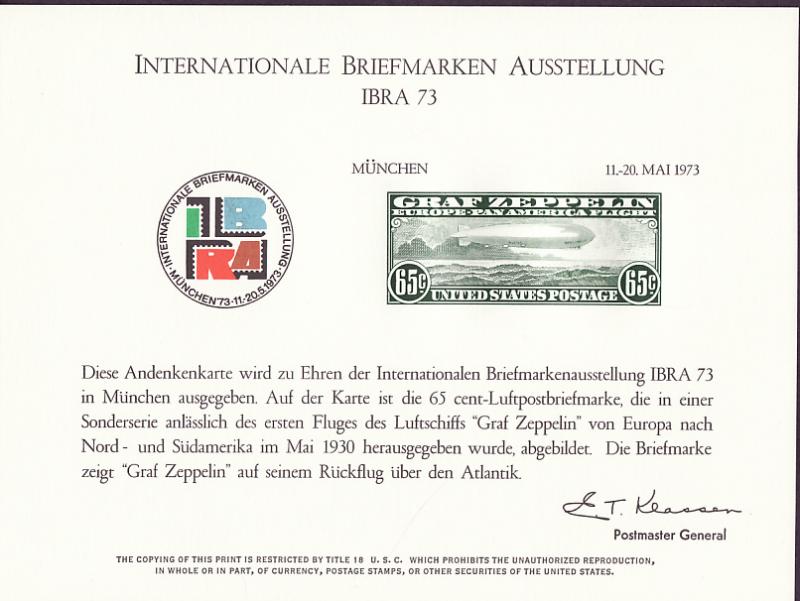 INTERNATIONALE BRIEFMARKEN AUSSTELLUNG
IBRA 73
MÜNCHEN
11.-20. MAI 1973
INTERNATIONALE BRIEFMARKEN AUSSTELLUNG
· MÜNCHEN'73·11.-20.5.1973 ·
IB
RA
GRAF ZEPPELIN
EUROPE-PAN AMERICA FLIGHT
65¢
UNITED STATES POSTAGE
65¢
Diese Andenkenkarte wird zu Ehren der Internationalen Briefmarkenausstellung IBRA 73
in München ausgegeben. Auf der Karte ist die 65 cent-Luftpostbriefmarke, die in einer
Sonderserie anlässlich des ersten Fluges des Luftschiffs "Graf Zeppelin" von Europa nach
Nord- und Südamerika im Mai 1930 herausgegeben wurde, abgebildet. Die Briefmarke
zeigt "Graf Zeppelin" auf seinem Rückflug über den Atlantik.
E. T. Klassen
Postmaster General
THE COPYING OF THIS PRINT IS RESTRICTED BY TITLE 18 U. S. C. WHICH PROHIBITS THE UNAUTHORIZED REPRODUCTION,
IN WHOLE OR IN PART, OF CURRENCY, POSTAGE STAMPS, OR OTHER SECURITIES OF THE UNITED STATES.